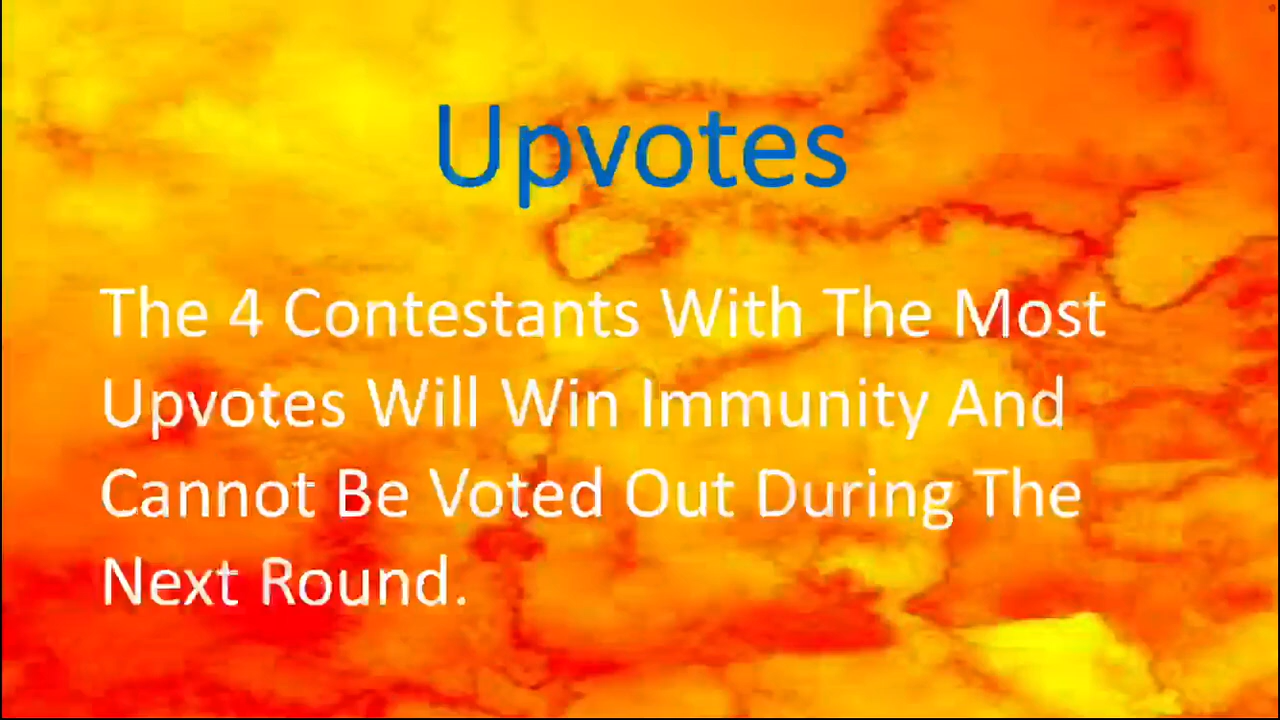 Upvotes
The 4 Contestants With The Most
Upvotes Will Win Immunity And
Cannot Be Voted Out During The
Next Round.